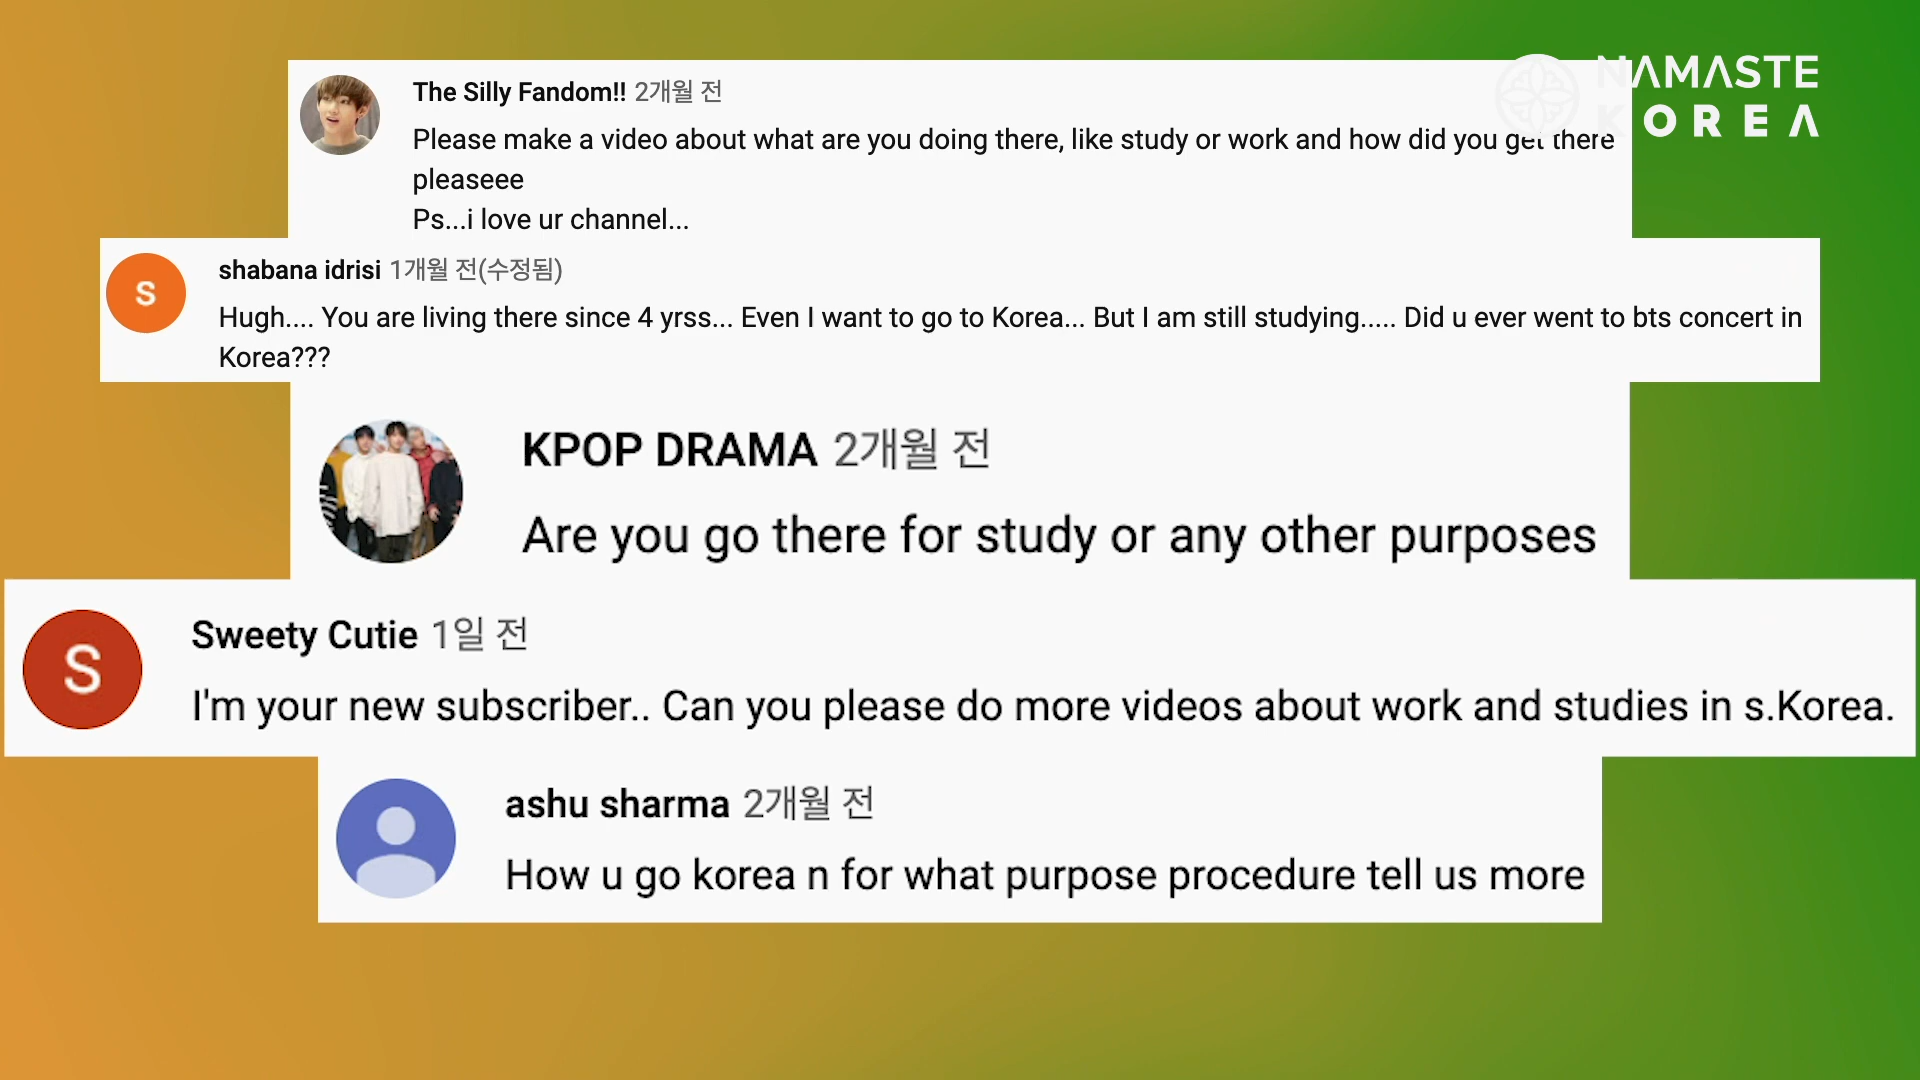 NAMASTE
KOREA
The Silly Fandom!! 2개월 전
Please make a video about what are you doing there, like study or work and how did you get there
pleaseee
Ps...i love ur channel...
S
shabana idrisi 1개월 전(수정됨)
Hugh.... You are living there since 4 yrss... Even I want to go to Korea... But I am still studying..... Did u ever went to bts concert in
Korea???
KPOP DRAMA 2개월 전
Are you go there for study or any other purposes
S
Sweety Cutie 1일 전
I'm your new subscriber.. Can you please do more videos about work and studies in s.Korea.
ashu sharma 2개월 전
How u go korea n for what purpose procedure tell us more